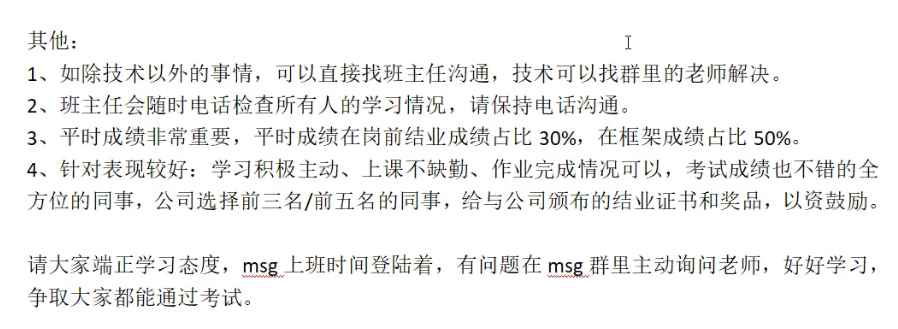 其他：
1、如除技术以外的事情，可以直接找班主任沟通，技术可以找群里的老师解决。
2、班主任会随时电话检查所有人的学习情况，请保持电话沟通。
3、平时成绩非常重要，平时成绩在岗前结业成绩占比 30%，在框架成绩占比 50%。
4、针对表现较好：学习积极主动、上课不缺勤、作业完成情况可以，考试成绩也不错的全
方位的同事，公司选择前三名/前五名的同事，给与公司颁布的结业证书和奖品，以资鼓励。
请大家端正学习态度，msg 上班时间登陆着，有问题在 msg 群里主动询问老师，好好学习，
争取大家都能通过考试。